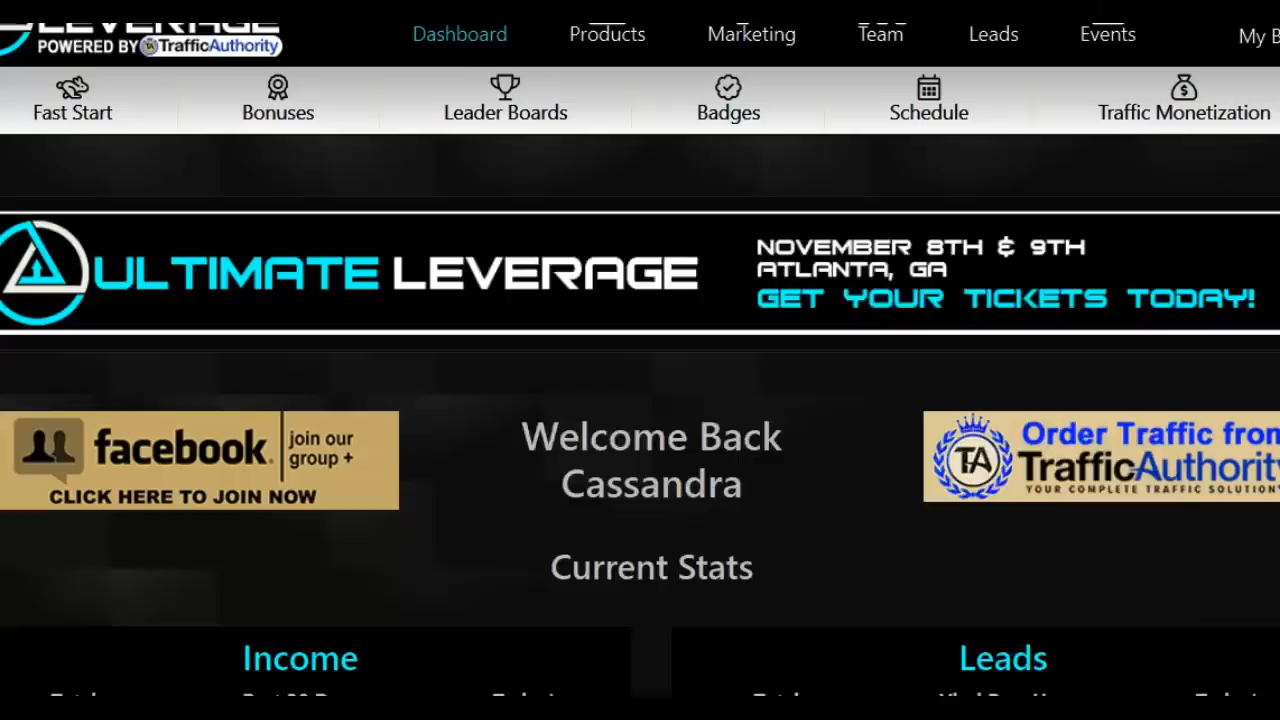 LEVERAGE
POWERED BY TrafficAuthority
Dashboard Products Marketing Team Leads Events My
Fast Start Bonuses Leader Boards Badges Schedule Traffic Monetization
ULTIMATE LEVERAGE
NOVEMBER 8TH & 9TH
ATLANTA, GA
GET YOUR TICKETS TODAY!
facebook.
join our
group +
CLICK HERE TO JOIN NOW
Welcome Back
Cassandra
TA
Order Traffic from
TrafficAuthority
YOUR COMPLETE TRAFFIC SOLUTION
Current Stats
Income Leads